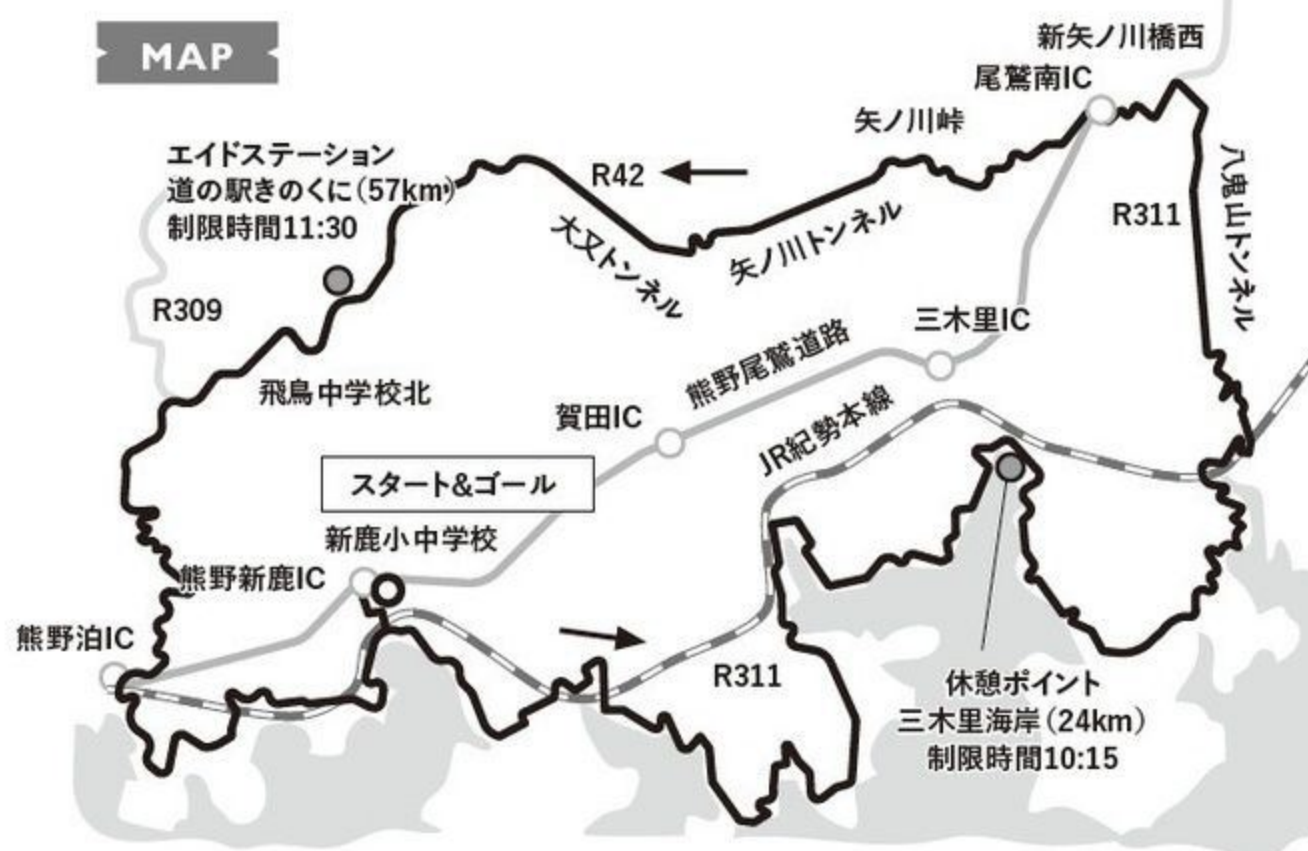 MAP
新矢ノ川橋西
尾鷲南IC
矢ノ川峠
エイドステーション
道の駅きのくに（57km）
制限時間11:30
R42
R311
八鬼山トンネル
大又トンネル
矢ノ川トンネル
R309
三木里IC
熊野尾鷲道路
飛鳥中学校北
賀田IC
JR紀勢本線
スタート&ゴール
新鹿小中学校
熊野新鹿IC
熊野泊IC
R311
休憩ポイント
三木里海岸（24km）
制限時間10:15